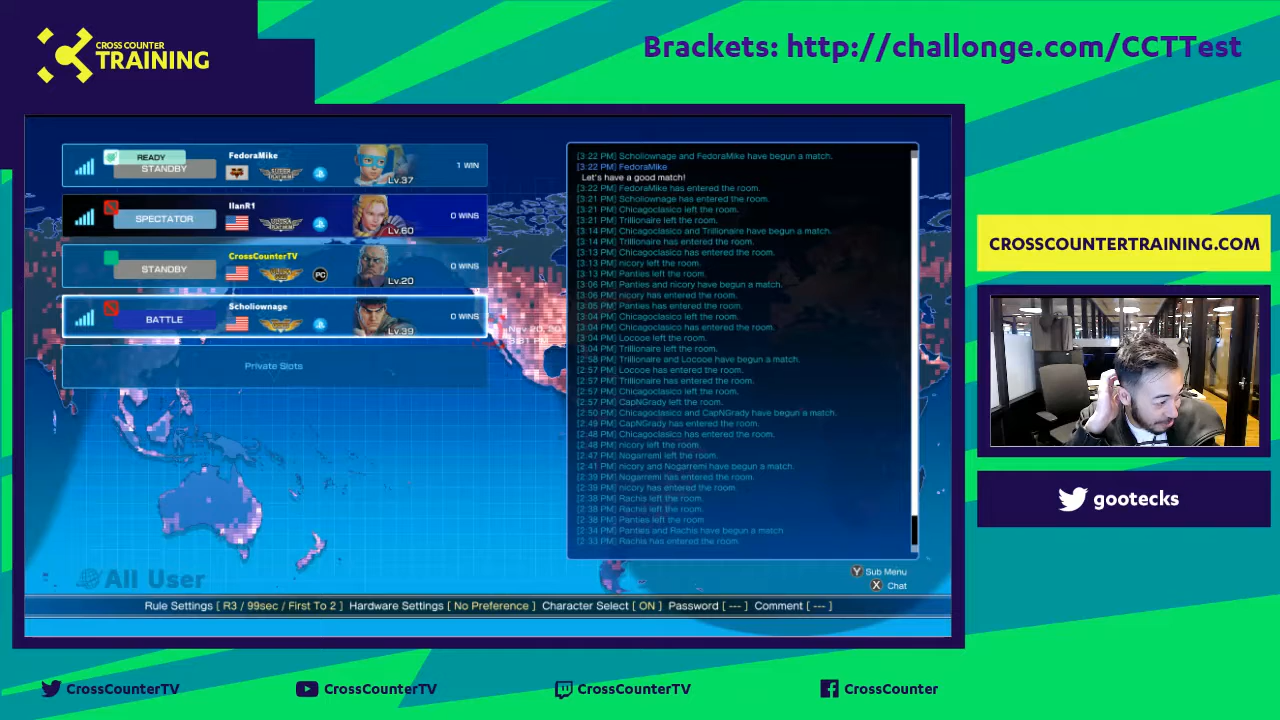 CROSS COUNTER
TRAINING
Brackets: http://challonge.com/CCTTest
READY
STANDBY
FedoraMike
Lv.37
1 WIN
SPECTATOR
IlanR1
Lv.60
0 WINS
STANDBY
CrossCounterTV
PC
Lv.20
0 WINS
BATTLE
Scholiownage
Lv.39
0 WINS
Private Slots
[3:22 PM] Scholiownage and FedoraMike have begun a match.
[3:22 PM] FedoraMike
Let's have a good match!
[3:22 PM] FedoraMike has entered the room.
[3:21 PM] Scholiownage has entered the room.
[3:21 PM] Chicagoclasico left the room.
[3:21 PM] Trillionaire left the room.
[3:14 PM] Chicagoclasico and Trillionaire have begun a match.
[3:14 PM] Trillionaire has entered the room.
[3:13 PM] Chicagoclasico has entered the room.
[3:13 PM] nicory left the room.
[3:13 PM] Panties left the room.
[3:06 PM] Panties and nicory have begun a match.
[3:06 PM] nicory has entered the room.
[3:05 PM] Panties has entered the room.
[3:04 PM] Chicagoclasico left the room.
[3:04 PM] Chicagoclasico has entered the room.
[3:04 PM] Locooe left the room.
[3:04 PM] Trillionaire left the room.
[2:58 PM] Trillionaire and Locooe have begun a match.
[2:57 PM] Locooe has entered the room.
[2:57 PM] Trillionaire has entered the room.
[2:57 PM] Chicagoclasico left the room.
[2:57 PM] CapNGrady left the room.
[2:50 PM] Chicagoclasico and CapNGrady have begun a match.
[2:49 PM] CapNGrady has entered the room.
[2:48 PM] Chicagoclasico has entered the room.
[2:48 PM] nicory left the room.
[2:47 PM] Nogarremi left the room.
[2:41 PM] nicory and Nogarremi have begun a match.
[2:39 PM] Nogarremi has entered the room.
[2:39 PM] nicory has entered the room.
[2:38 PM] Rachis left the room.
[2:38 PM] Rachis left the room.
[2:38 PM] Panties left the room
[2:34 PM] Panties and Rachis have begun a match
[2:33 PM] Rachis has entered the room.
All User
Y Sub Menu
X Chat
Rule Settings [ R3 / 99sec / First To 2 ] Hardware Settings [ No Preference ] Character Select [ ON ] Password [ --- ] Comment [ --- ]
CROSSCOUNTERTRAINING.COM
gootecks
CrossCounterTV
CrossCounterTV
CrossCounterTV
CrossCounter